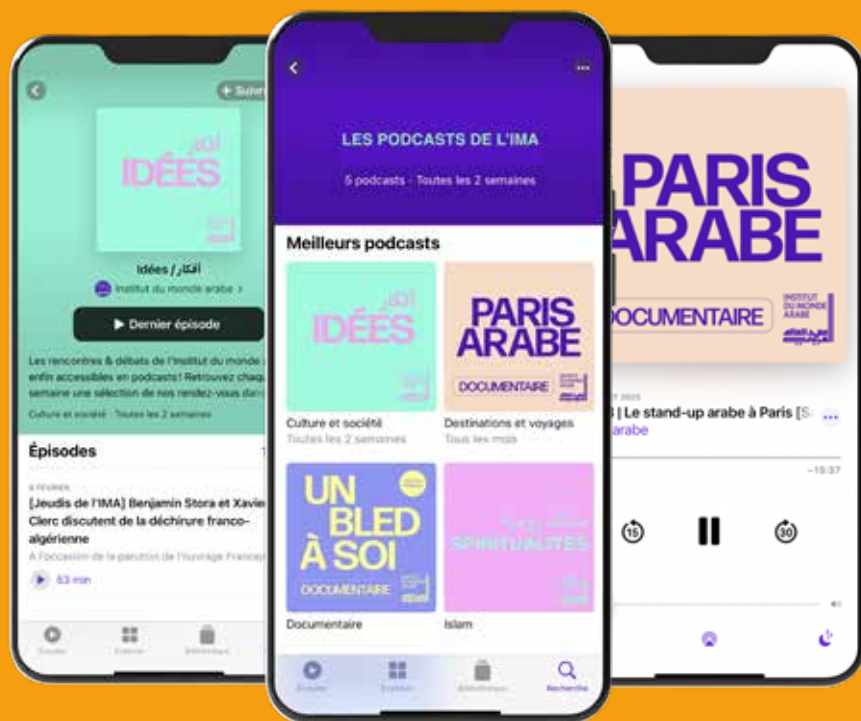 + Suivr
IDÉES
Idées / أفكار
Institut du monde arabe >
▶ Dernier épisode
Les rencontres & débats de l'Institut du monde a
enfin accessibles en podcasts! Retrouvez chaq
semaine une sélection de nos rendez-vous dan
Culture et société · Toutes les 2 semaines
Épisodes
6 FÉVRIER
[Jeudis de l'IMA] Benjamin Stora et Xavie
Clerc discutent de la déchirure franco-
algérienne
A l'occasion de la parution de l'ouvrage France
53 min
LES PODCASTS DE L'IMA
5 podcasts · Toutes les 2 semaines
Meilleurs podcasts
IDÉES
PARIS
ARABE
DOCUMENTAIRE
Culture et société
Toutes les 2 semaines
Destinations et voyages
Tous les mois
UN
BLED
À SOI
DOCUMENTAIRE
SPIRITUALITÉS
Documentaire
Islam
Explorer
Bibliothèque
Recherche
PARIS
ARABE
DOCUMENTAIRE
INSTITUT
DU MONDE
ARABE
2025
| Le stand-up arabe à Paris [S
arabe
-15:37
15
30